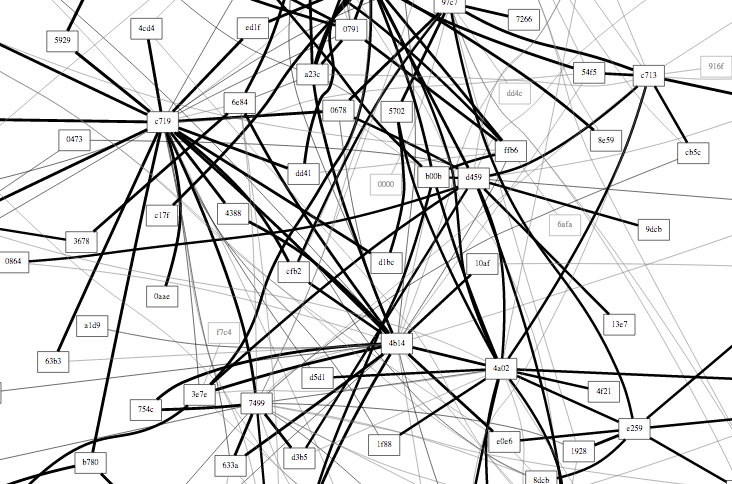 97c7
7266
4cd4
ed1f
0791
5929
916f
54f5
c713
a23c
dd4c
6e84
0678
5702
c719
0473
8e59
ffb6
cb5c
dd41
b00b
d459
0000
c17f
4388
6afa
9dcb
3678
0864
d1bc
10af
cfb2
0aae
a1d9
13e7
f7c4
4b14
63b3
4a02
d5d1
3e7e
4f21
754c
7499
e259
1f88
e0e6
1928
d3b5
b780
633a
8dcb